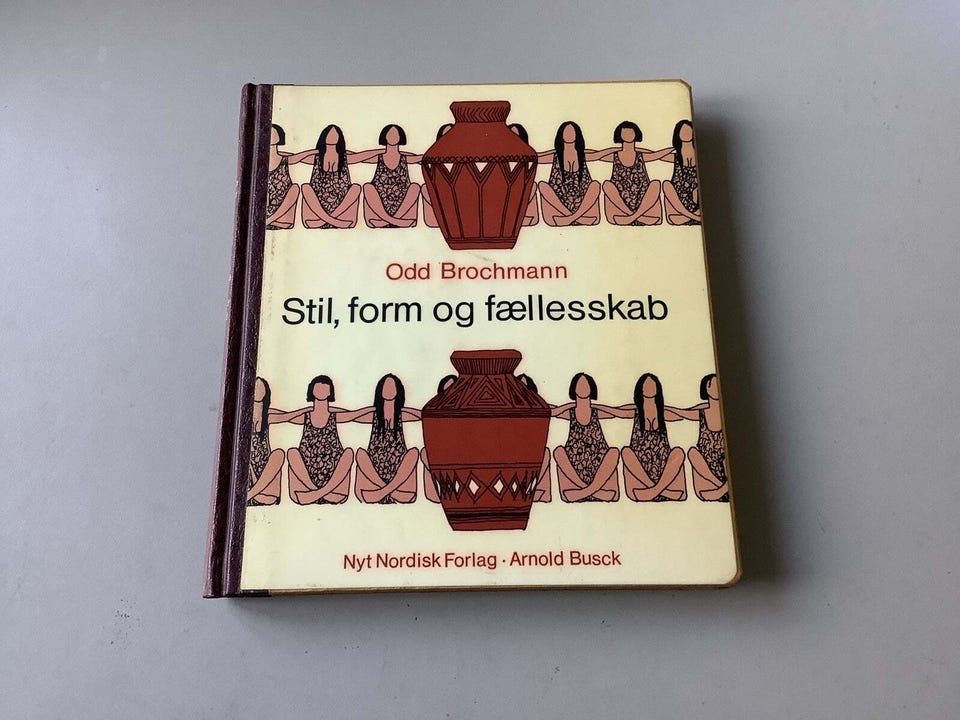 Odd Brochmann
Stil, form og fællesskab
Nyt Nordisk Forlag · Arnold Busck